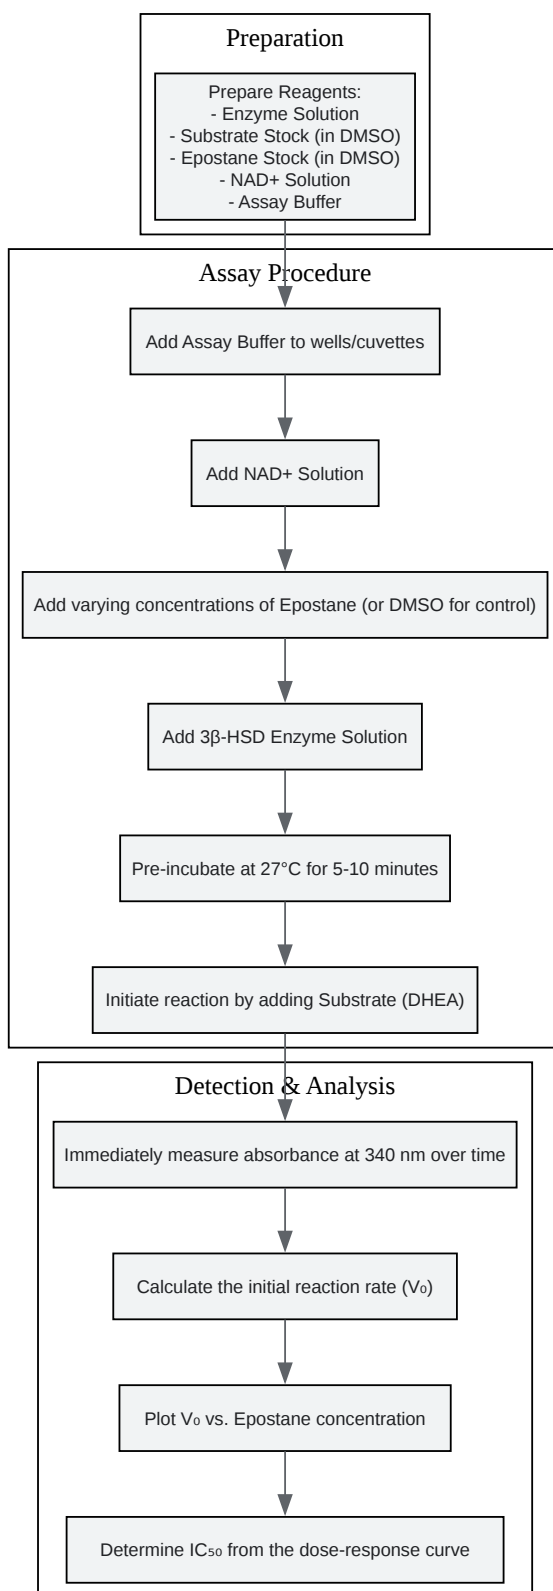 Preparation
Prepare Reagents:
- Enzyme Solution
- Substrate Stock (in DMSO)
- Epostane Stock (in DMSO)
- NAD+ Solution
- Assay Buffer
Assay Procedure
Add Assay Buffer to wells/cuvettes
Add NAD+ Solution
Add varying concentrations of Epostane (or DMSO for control)
Add 3β-HSD Enzyme Solution
Pre-incubate at 27°C for 5-10 minutes
Initiate reaction by adding Substrate (DHEA)
Detection & Analysis
Immediately measure absorbance at 340 nm over time
Calculate the initial reaction rate (V₀)
Plot V₀ vs. Epostane concentration
Determine IC₅₀ from the dose-response curve